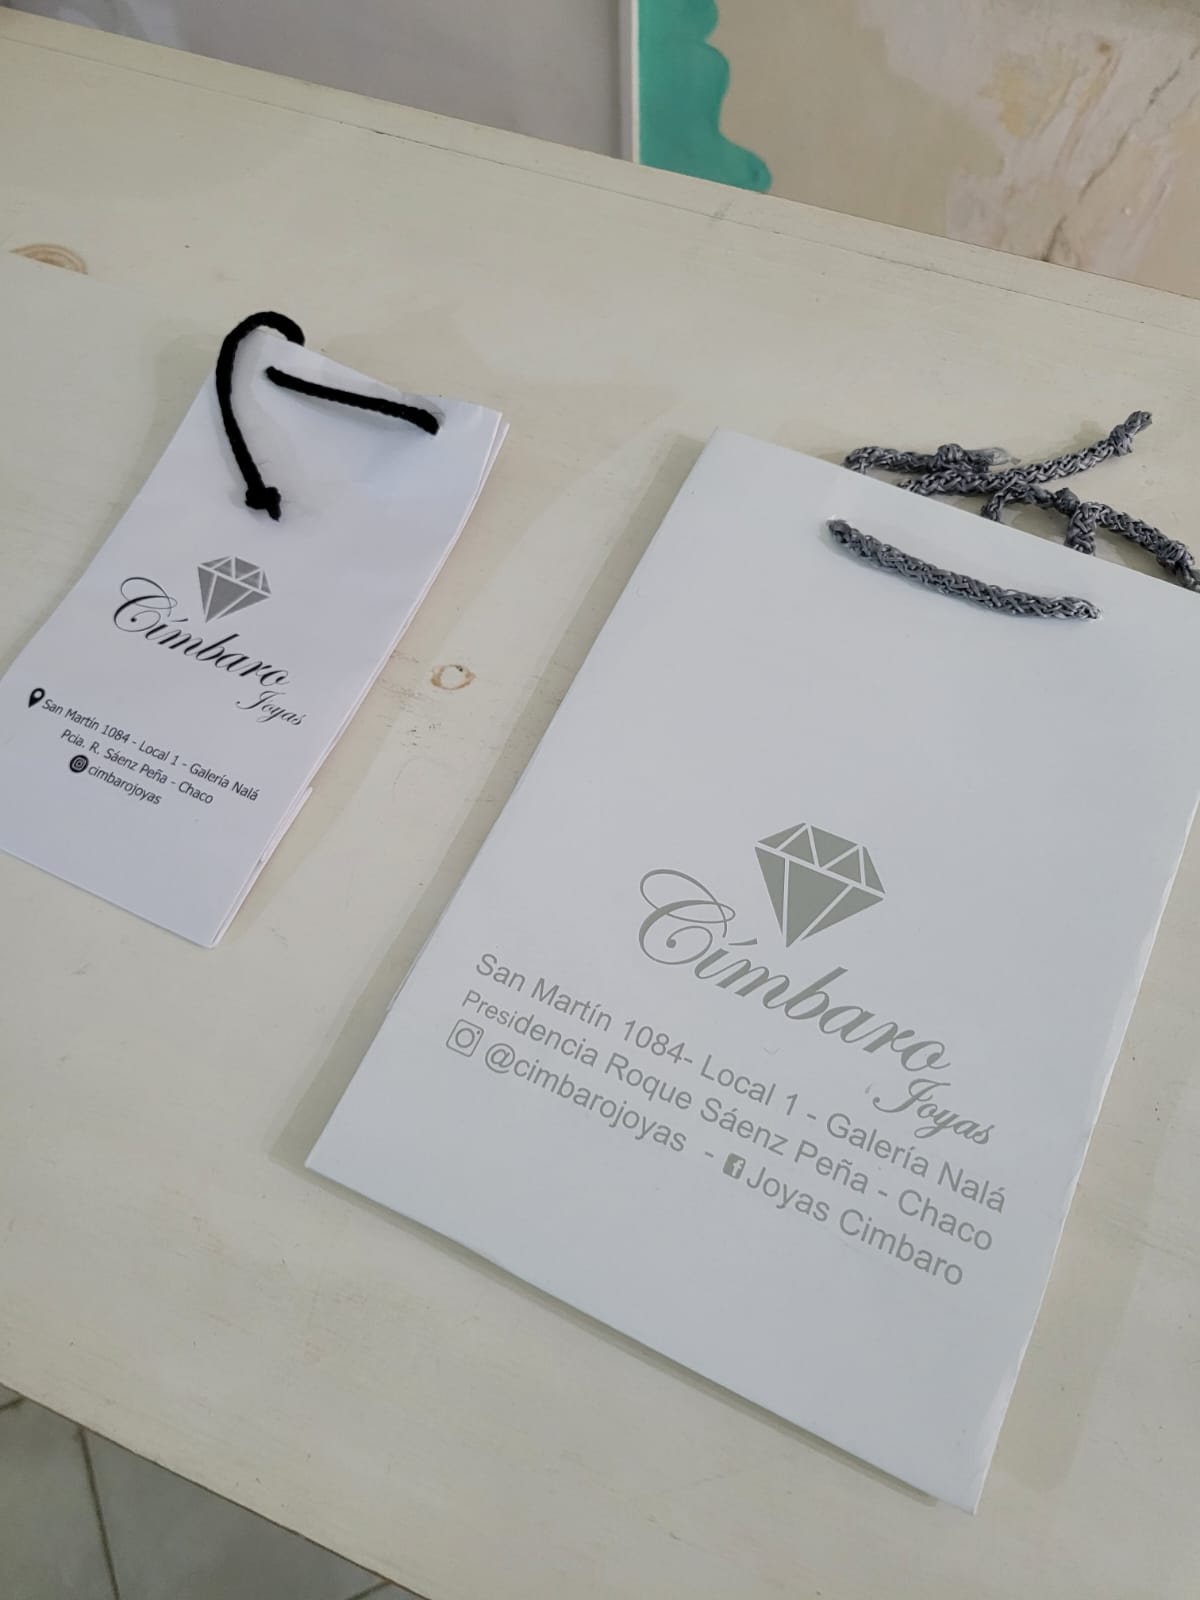 Címbaro
Joyas
San Martín 1084 - Local 1 - Galería Nalá
Pcia. R. Sáenz Peña - Chaco
cimbarojoyas
Címbaro
Joyas
San Martín 1084- Local 1 - Galería Nalá
Presidencia Roque Sáenz Peña - Chaco
@cimbarojoyas - Joyas Cimbaro